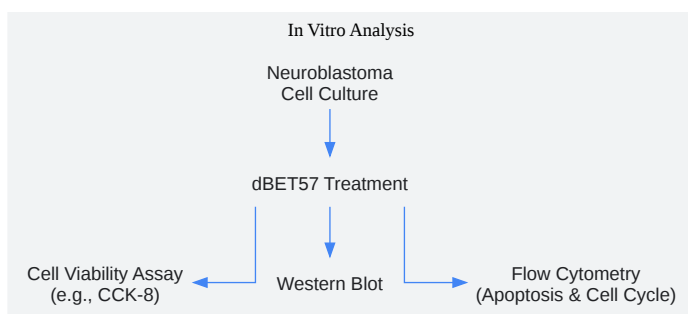 In Vitro Analysis
Neuroblastoma
Cell Culture
dBET57 Treatment
Cell Viability Assay
(e.g., CCK-8)
Western Blot
Flow Cytometry
(Apoptosis & Cell Cycle)